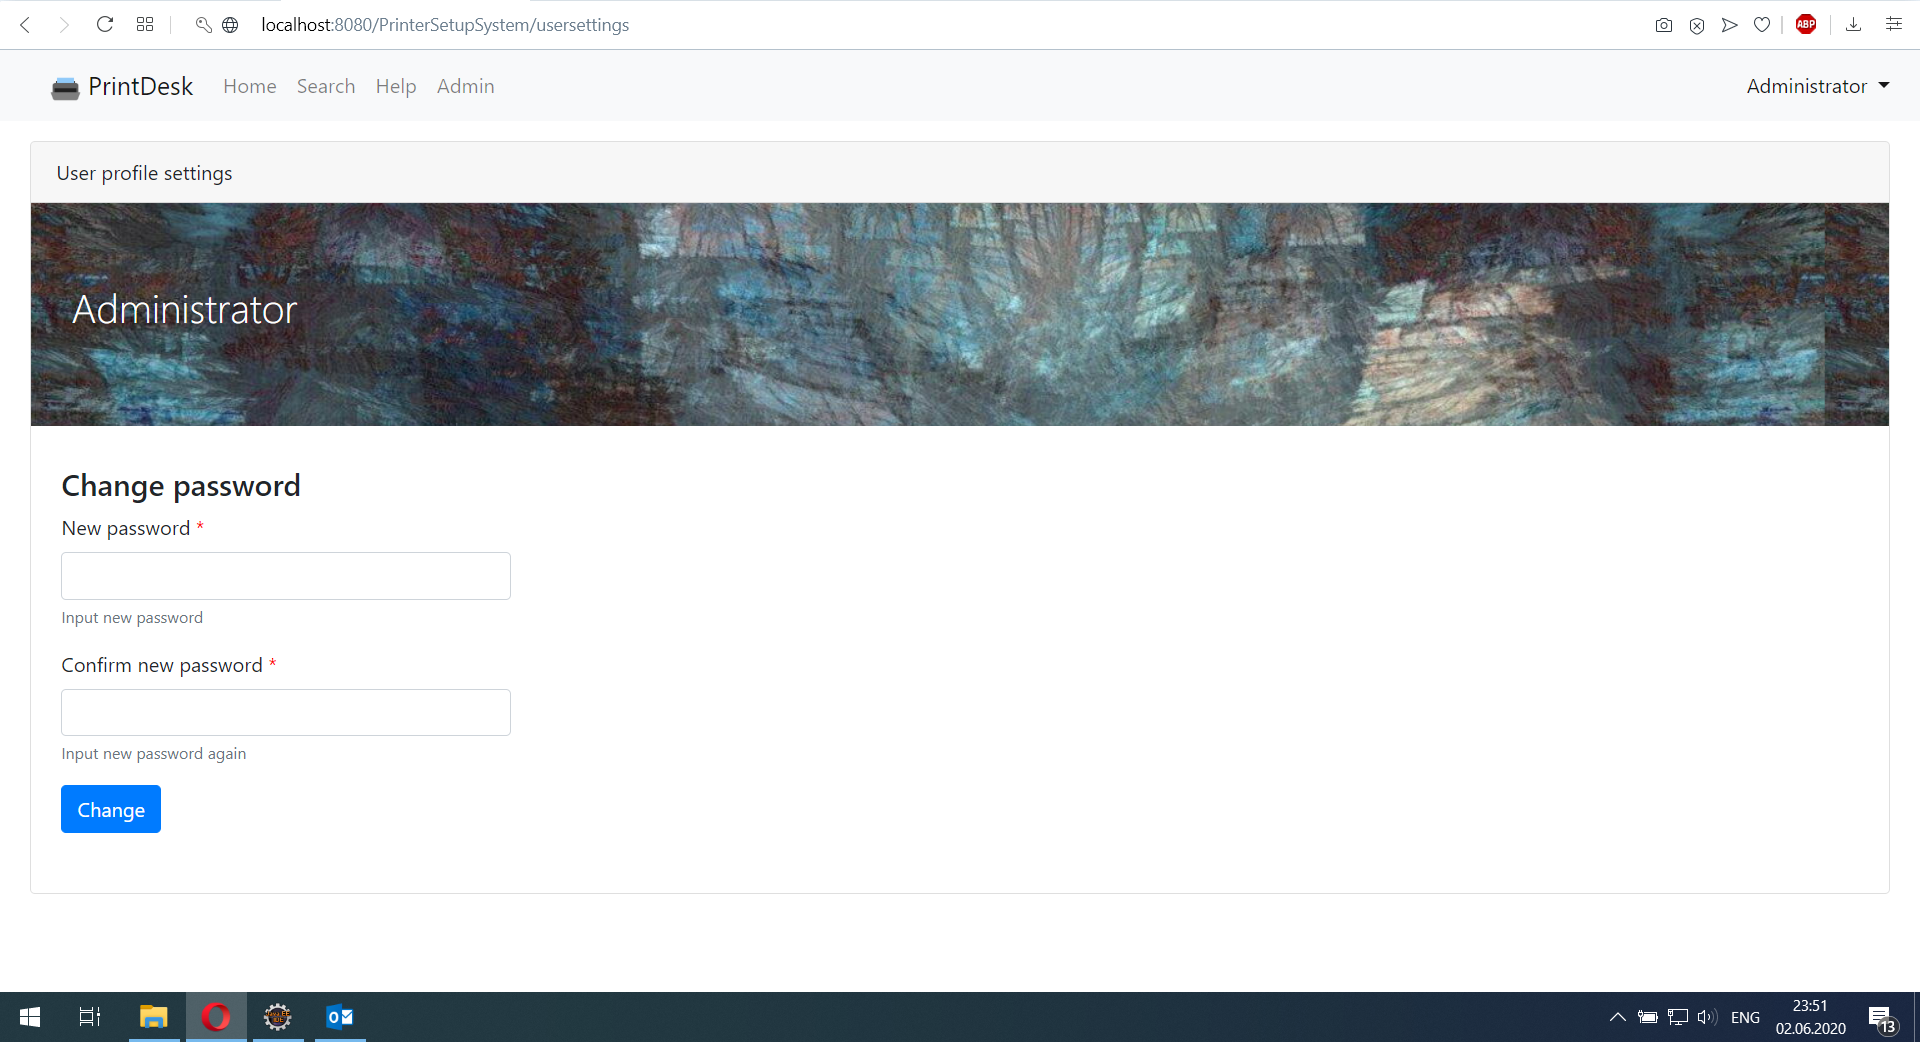 localhost:8080/PrinterSetupSystem/usersettings
ABP
PrintDesk Home Search Help Admin Administrator
User profile settings
Administrator
Change password
New password *
Input new password
Confirm new password *
Input new password again
Change
ENG
23:51
02.06.2020
13